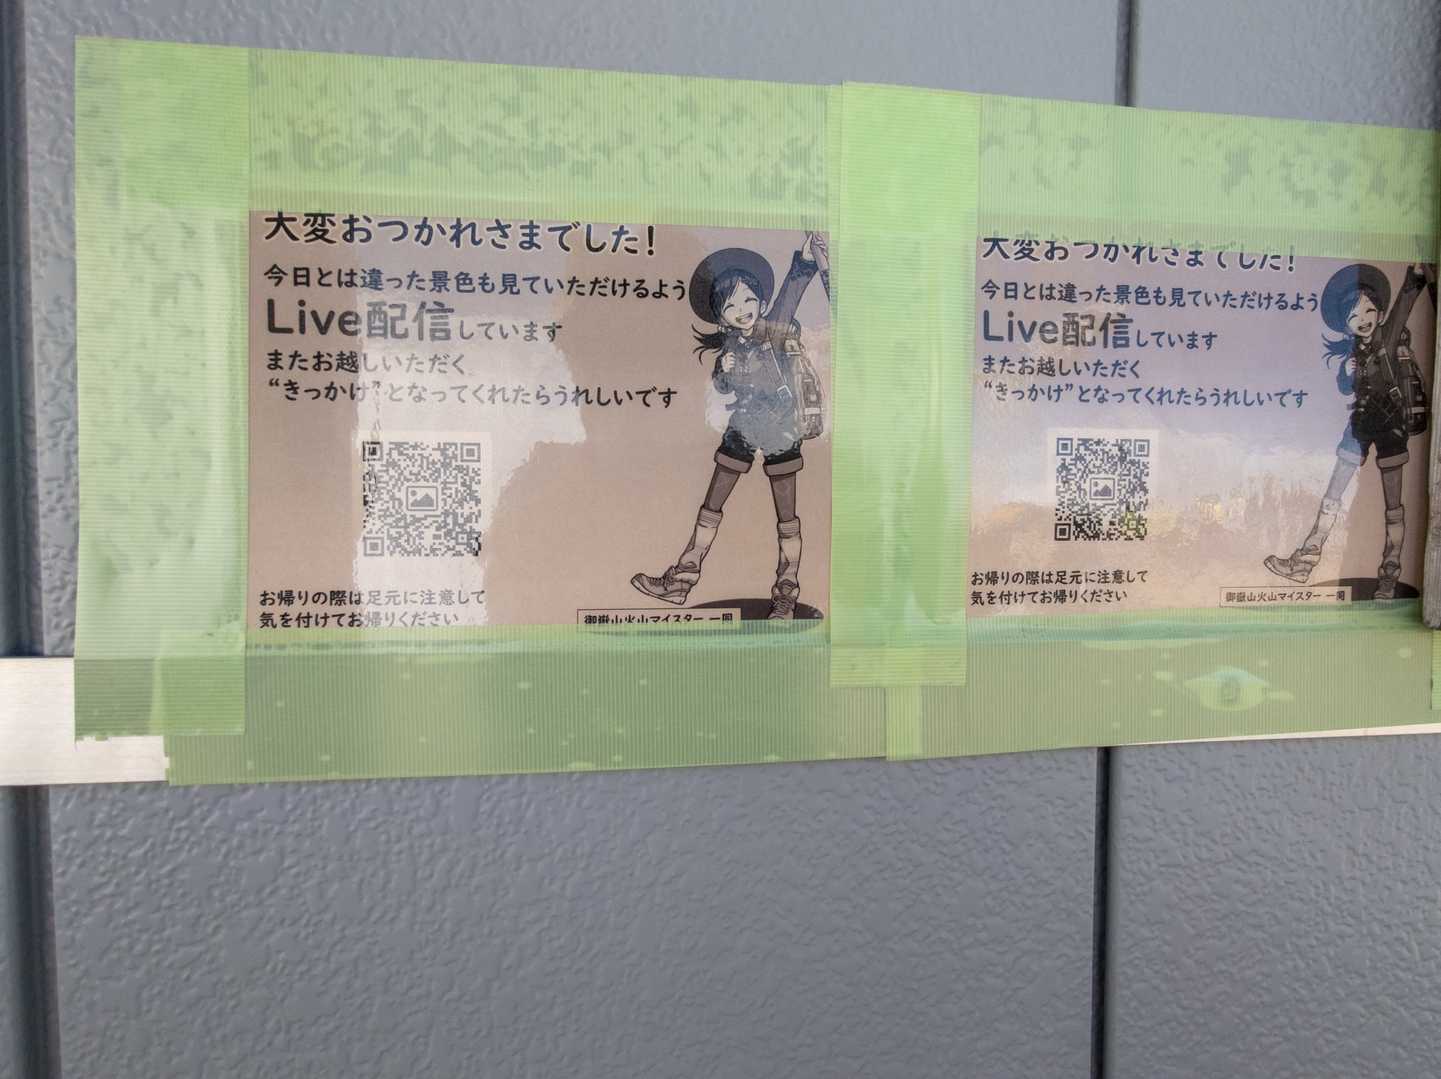 大変おつかれさまでした!
今日とは違った景色も見ていただけるよう
Live配信しています
またお越しいただく
“きっかけ”となってくれたらうれしいです
お帰りの際は足元に注意して
気を付けてお帰りください
御嶽山火山マイスター 一同
大変おつかれさまでした!
今日とは違った景色も見ていただけるよう
Live配信しています
またお越しいただく
“きっかけ”となってくれたらうれしいです
お帰りの際は足元に注意して
気を付けてお帰りください
御嶽山火山マイスター 一同